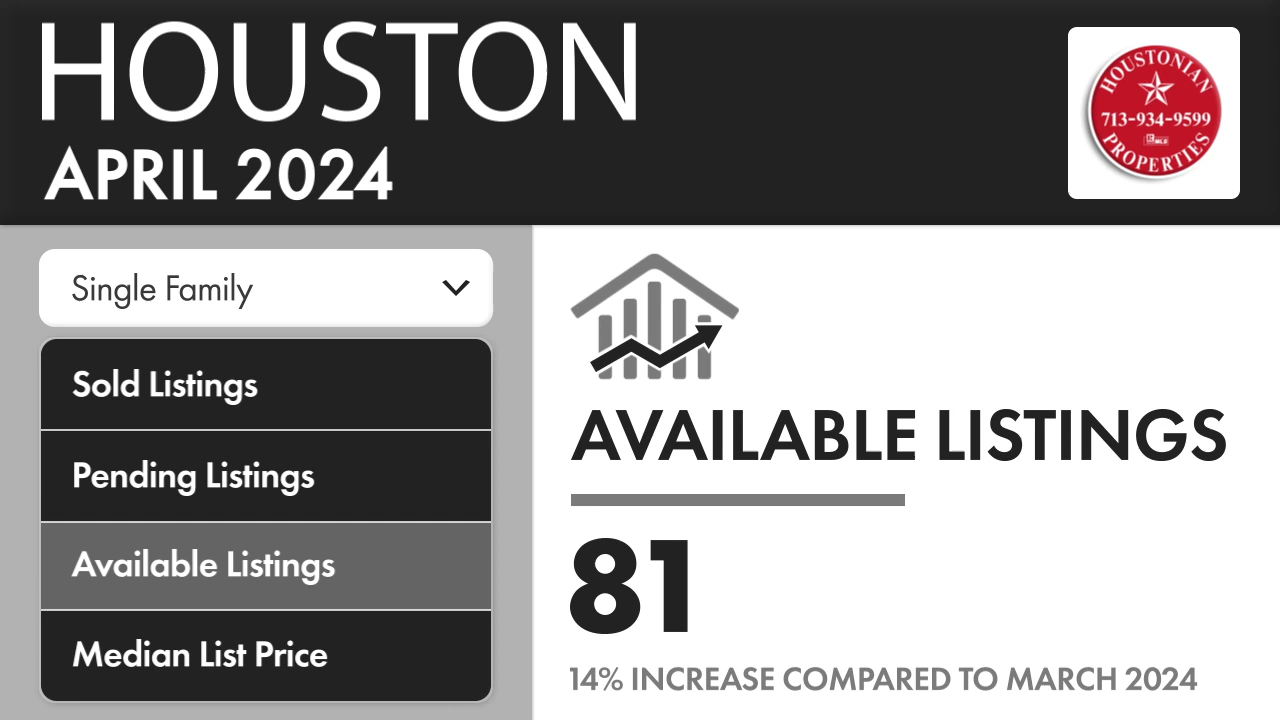 HOUSTON
APRIL 2024
HOUSTONIAN
713-934-9599
PROPERTIES
Single Family
Sold Listings
Pending Listings
Available Listings
Median List Price
AVAILABLE LISTINGS
81
14% INCREASE COMPARED TO MARCH 2024